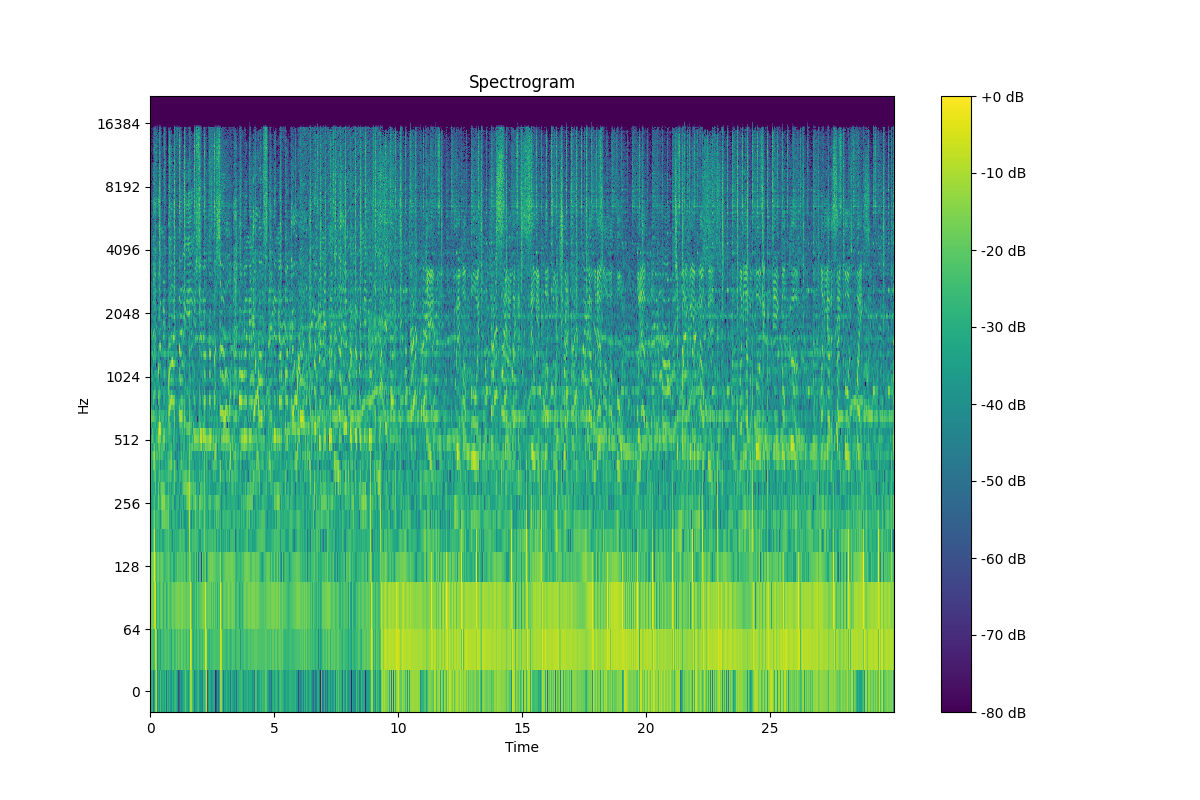 Spectrogram
Hz
16384
8192
4096
2048
1024
512
256
128
64
0
0
5
10
15
20
25
Time
+0 dB
-10 dB
-20 dB
-30 dB
-40 dB
-50 dB
-60 dB
-70 dB
-80 dB